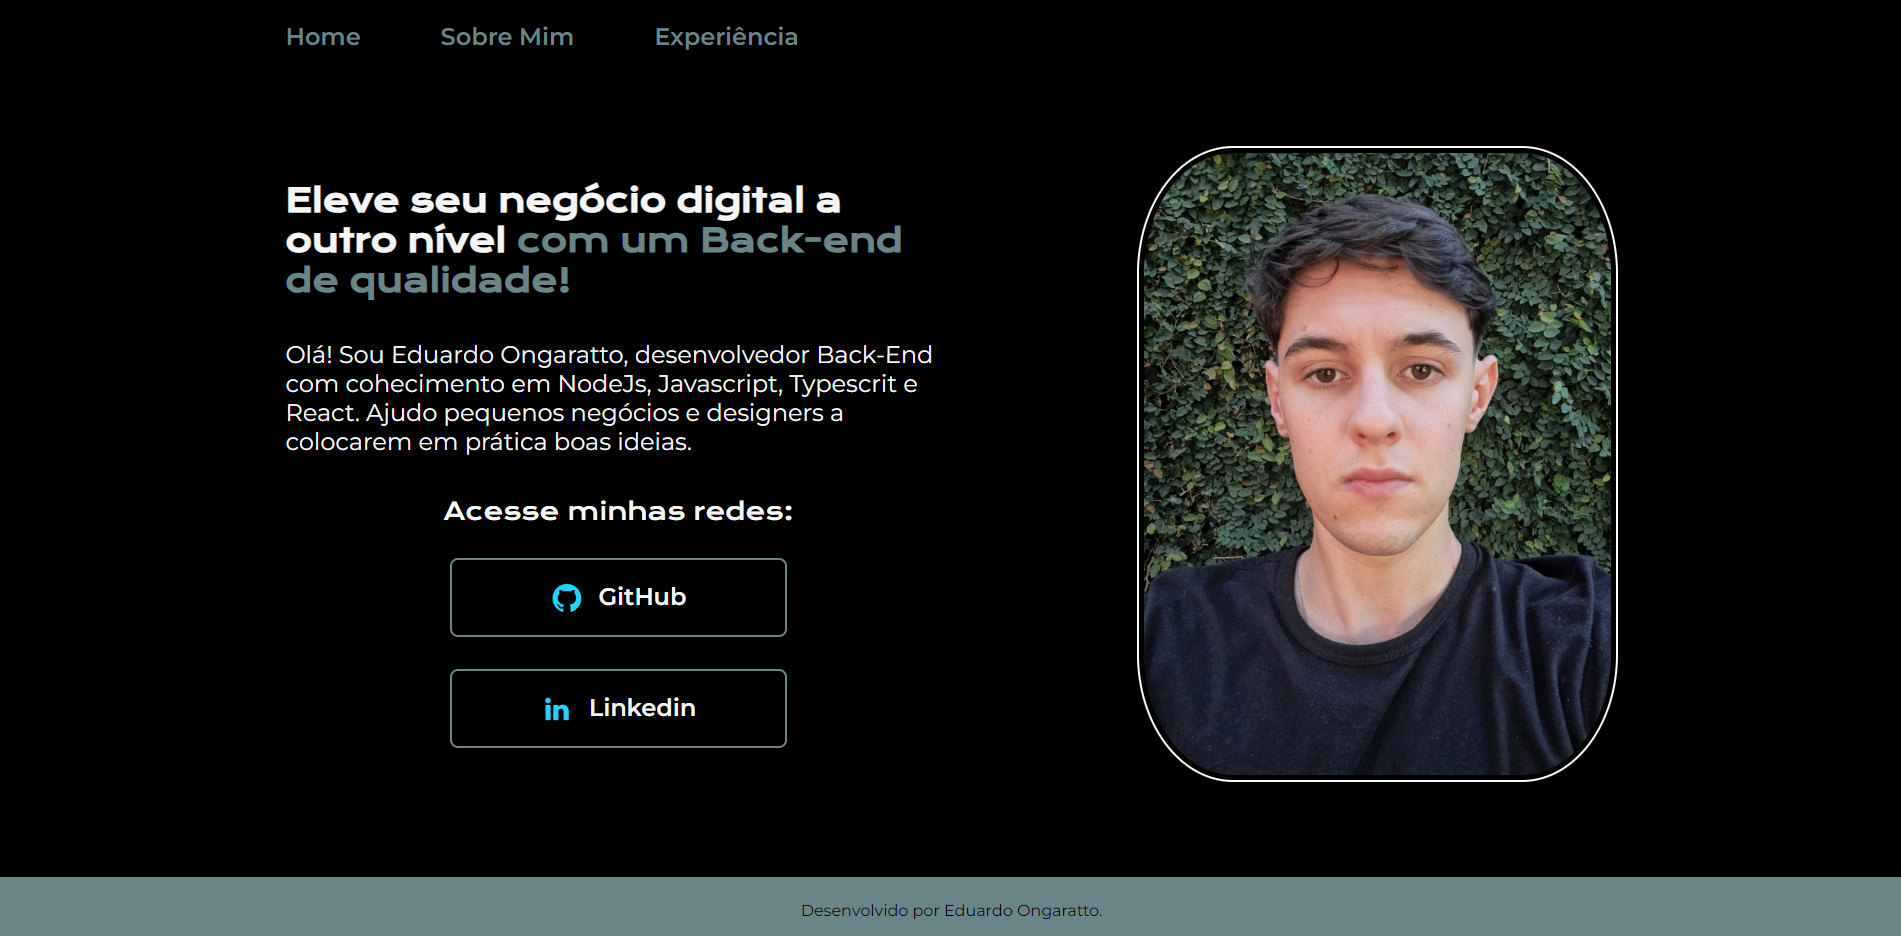 Home Sobre Mim Experiência
Eleve seu negócio digital a
outro nível com um Back-end
de qualidade!
Olá! Sou Eduardo Ongaratto, desenvolvedor Back-End
com cohecimento em NodeJs, Javascript, Typescrit e
React. Ajudo pequenos negócios e designers a
colocarem em prática boas ideias.
Acesse minhas redes:
GitHub
in Linkedin
Desenvolvido por Eduardo Ongaratto.